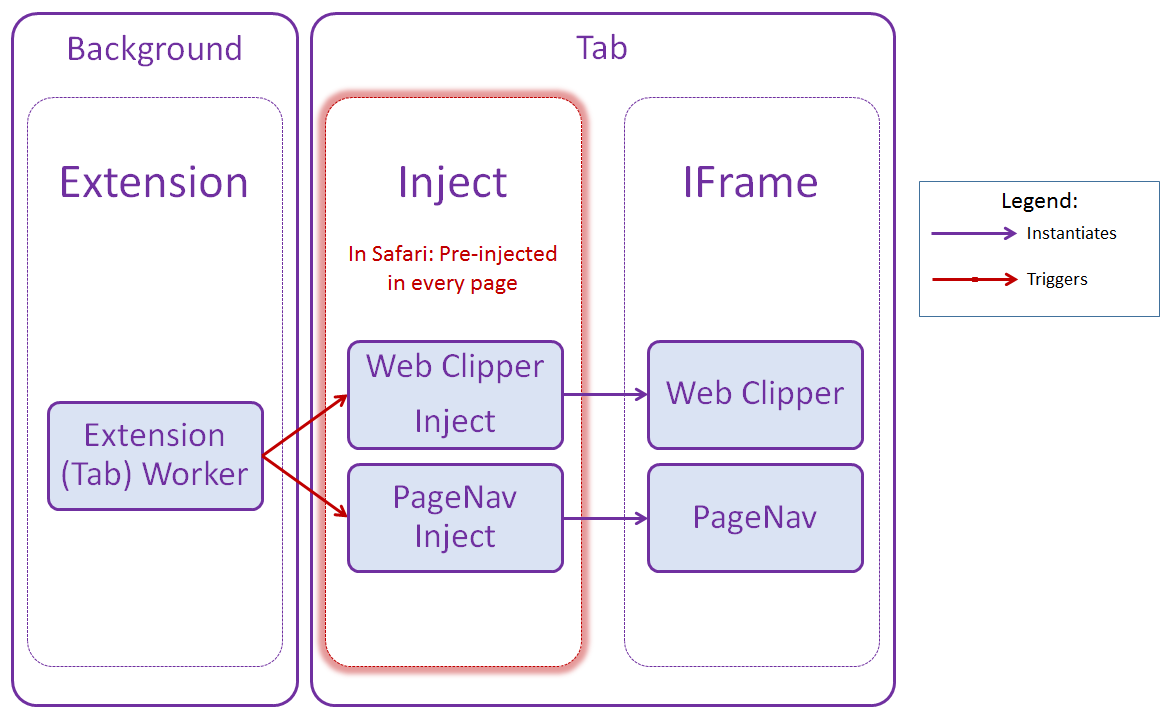 Background
Tab
Extension
Inject
IFrame
In Safari: Pre-injected
in every page
Web Clipper
Inject
Web Clipper
Extension
(Tab) Worker
PageNav
Inject
PageNav
Legend:
Instantiates
Triggers